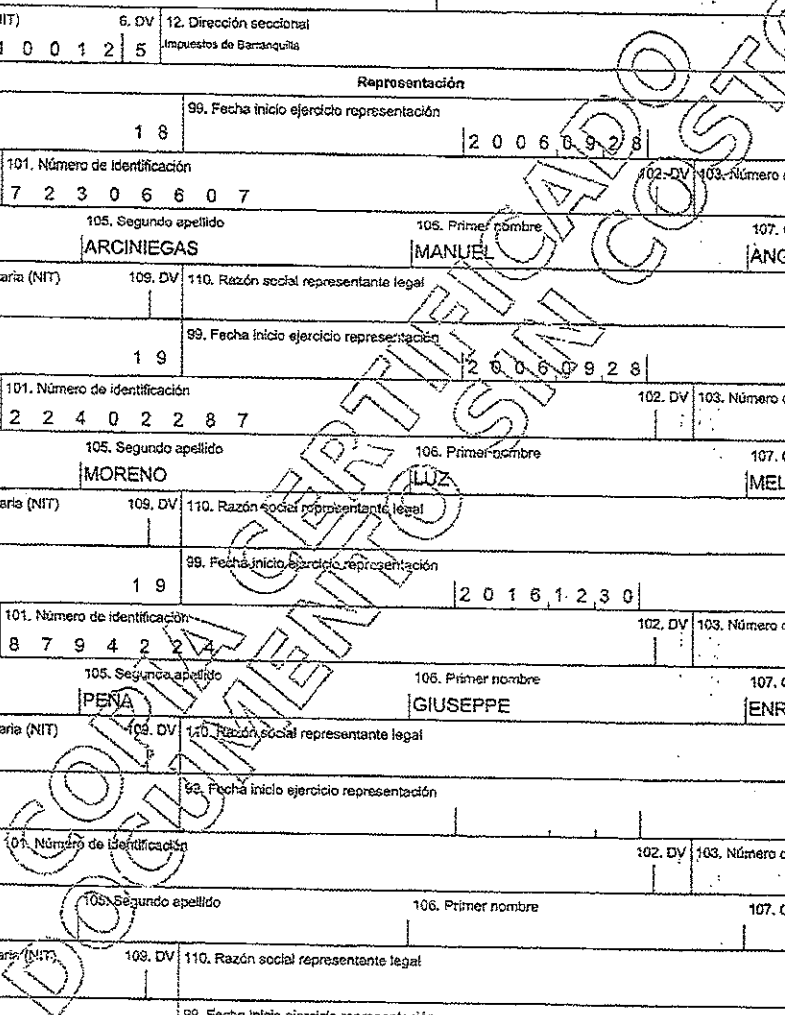 IIT) 6. DV 12. Dirección seccional
1 0 0 1 2 5 Impuestos de Barranquilla
Representación
99. Fecha inicio ejercicio representación
1 8 2 0 0 6 0 9 2 8
101. Número de identificación 102. DV 103. Número d
7 2 3 0 6 6 0 7
105. Segundo apellido 106. Primer nombre 107. O
ARCINIEGAS MANUEL ANG
aria (NIT) 109. DV 110. Razón social representante legal
99. Fecha inicio ejercicio representación
1 9 2 0 0 6 0 9 2 8
101. Número de identificación 102. DV 103. Número d
2 2 4 0 2 2 8 7
105. Segundo apellido 106. Primer nombre 107. O
MORENO LUZ MEL
aria (NIT) 109. DV 110. Razón social representante legal
99. Fecha inicio ejercicio representación
1 9 2 0 1 6 1 2 3 0
101. Número de identificación 102. DV 103. Número d
8 7 9 4 2 2 4
105. Segundo apellido 106. Primer nombre 107. O
PEÑA GIUSEPPE ENR
aria (NIT) 109. DV 110. Razón social representante legal
99. Fecha inicio ejercicio representación
101. Número de identificación 102. DV 103. Número d
105. Segundo apellido 106. Primer nombre 107. O
aria (NIT) 109. DV 110. Razón social representante legal
99. Fecha inicio ejercicio representación
COPIA CERTIFICADO
DOCUMENTO SIN COSTO